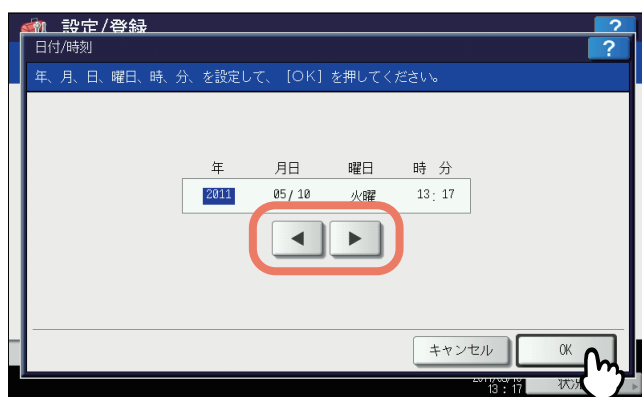 設定/登録
?
日付/時刻
?
年、月、日、曜日、時、分、を設定して、[OK]を押してください。
年 月日 曜日 時 分
2011 05/10 火曜 13:17
キャンセル OK
13:17